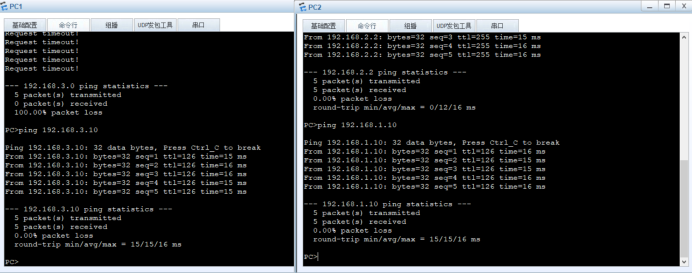 PC1
基础配置 命令行 组播 UDP发包工具 串口
Request timeout!
Request timeout!
Request timeout!
Request timeout!
--- 192.168.3.0 ping statistics ---
5 packet(s) transmitted
0 packet(s) received
100.00% packet loss
PC>ping 192.168.3.10
Ping 192.168.3.10: 32 data bytes, Press Ctrl_C to break
From 192.168.3.10: bytes=32 seq=1 ttl=126 time=15 ms
From 192.168.3.10: bytes=32 seq=2 ttl=126 time=16 ms
From 192.168.3.10: bytes=32 seq=3 ttl=126 time=16 ms
From 192.168.3.10: bytes=32 seq=4 ttl=126 time=15 ms
From 192.168.3.10: bytes=32 seq=5 ttl=126 time=15 ms
--- 192.168.3.10 ping statistics ---
5 packet(s) transmitted
5 packet(s) received
0.00% packet loss
round-trip min/avg/max = 15/15/16 ms
PC>
PC2
基础配置 命令行 组播 UDP发包工具 串口
From 192.168.2.2: bytes=32 seq=3 ttl=255 time=15 ms
From 192.168.2.2: bytes=32 seq=4 ttl=255 time=16 ms
From 192.168.2.2: bytes=32 seq=5 ttl=255 time=16 ms
--- 192.168.2.2 ping statistics ---
5 packet(s) transmitted
5 packet(s) received
0.00% packet loss
round-trip min/avg/max = 0/12/16 ms
PC>ping 192.168.1.10
Ping 192.168.1.10: 32 data bytes, Press Ctrl_C to break
From 192.168.1.10: bytes=32 seq=1 ttl=126 time=16 ms
From 192.168.1.10: bytes=32 seq=2 ttl=126 time=15 ms
From 192.168.1.10: bytes=32 seq=3 ttl=126 time=15 ms
From 192.168.1.10: bytes=32 seq=4 ttl=126 time=16 ms
From 192.168.1.10: bytes=32 seq=5 ttl=126 time=16 ms
--- 192.168.1.10 ping statistics ---
5 packet(s) transmitted
5 packet(s) received
0.00% packet loss
round-trip min/avg/max = 15/15/16 ms
PC>